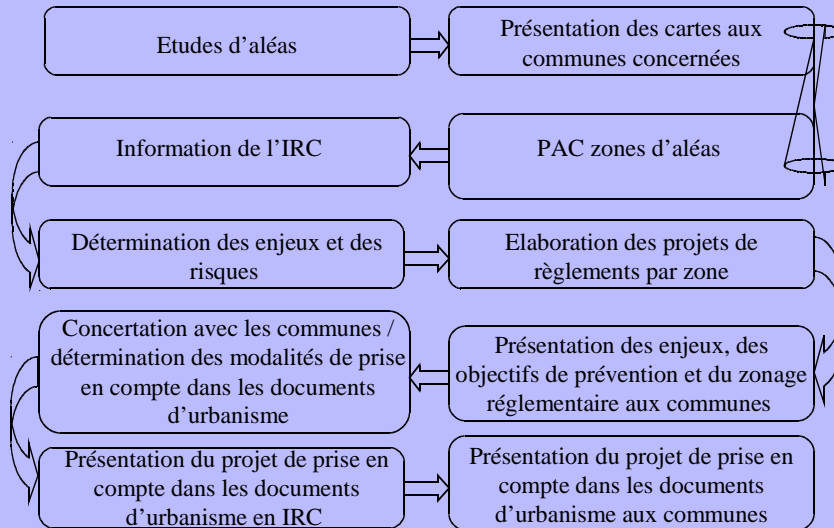 Etudes d'aléas
Présentation des cartes aux
communes concernées
Information de l'IRC
PAC zones d'aléas
Détermination des enjeux et des
risques
Elaboration des projets de
règlements par zone
Concertation avec les communes /
détermination des modalités de prise
en compte dans les documents
d'urbanisme
Présentation des enjeux, des
objectifs de prévention et du zonage
réglementaire aux communes
Présentation du projet de prise en
compte dans les documents
d'urbanisme en IRC
Présentation du projet de prise en
compte dans les documents
d'urbanisme aux communes